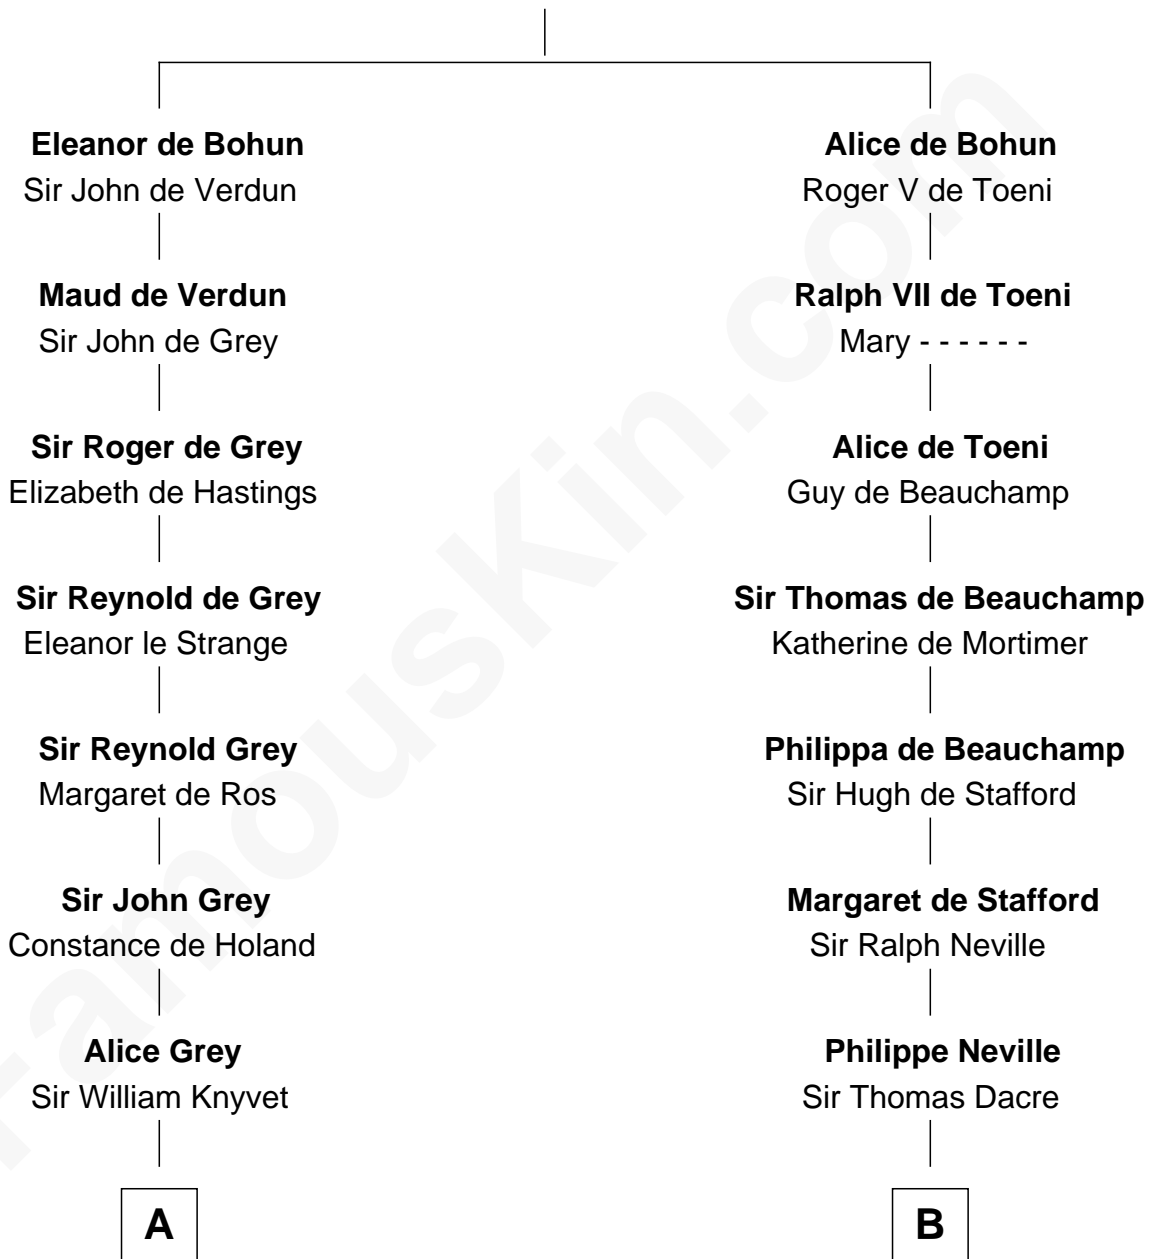 Eleanor de Bohun
Sir John de Verdun
Maud de Verdun
Sir John de Grey
Sir Roger de Grey
Elizabeth de Hastings
Sir Reynold de Grey
Eleanor le Strange
Sir Reynold Grey
Margaret de Ros
Sir John Grey
Constance de Holand
Alice Grey
Sir William Knyvet
A
Alice de Bohun
Roger V de Toeni
Ralph VII de Toeni
Mary - - - - - -
Alice de Toeni
Guy de Beauchamp
Sir Thomas de Beauchamp
Katherine de Mortimer
Philippa de Beauchamp
Sir Hugh de Stafford
Margaret de Stafford
Sir Ralph Neville
Philippe Neville
Sir Thomas Dacre
B
FamousKin.com